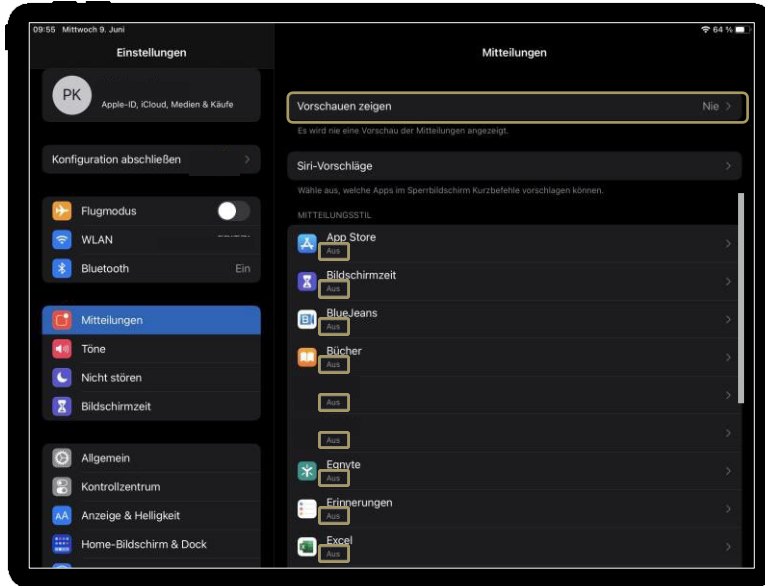 09:55 Mittwoch 9. Juni
64 %
Einstellungen
PK
Apple-ID, iCloud, Medien & Käufe
Konfiguration abschließen
Flugmodus
WLAN
Bluetooth
Ein
Mitteilungen
Töne
Nicht stören
Bildschirmzeit
Allgemein
Kontrollzentrum
AA
Anzeige & Helligkeit
Home-Bildschirm & Dock
Mitteilungen
Vorschauen zeigen
Nie
Es wird nie eine Vorschau der Mitteilungen angezeigt.
Siri-Vorschläge
Wähle aus, welche Apps im Sperrbildschirm Kurzbefehle vorschlagen können.
MITTEILUNGSSTIL
App Store
Aus
Bildschirmzeit
Aus
BlueJeans
Aus
Bücher
Aus
Aus
Aus
Egnyte
Aus
Erinnerungen
Aus
Excel
Aus